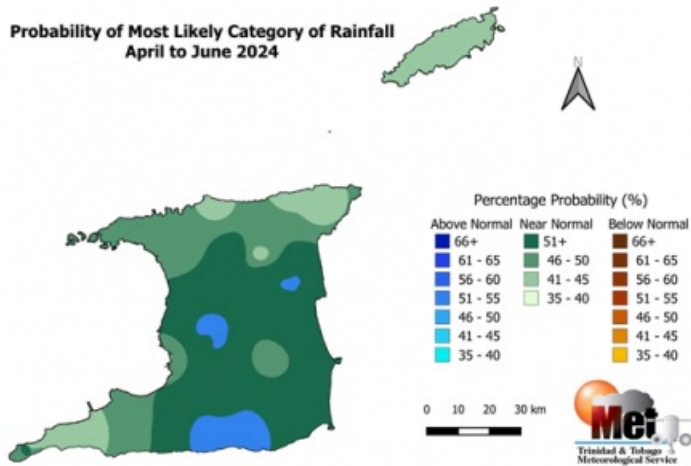 Probability of Most Likely Category of Rainfall
April to June 2024
N
Percentage Probability (%)
Above Normal Near Normal Below Normal
66+ 51+ 66+
61 - 65 46 - 50 61 - 65
56 - 60 41 - 45 56 - 60
51 - 55 35 - 40 51 - 55
46 - 50 46 - 50
41 - 45 41 - 45
35 - 40 35 - 40
0 10 20 30 km
Met
Trinidad & Tobago
Meteorological Service